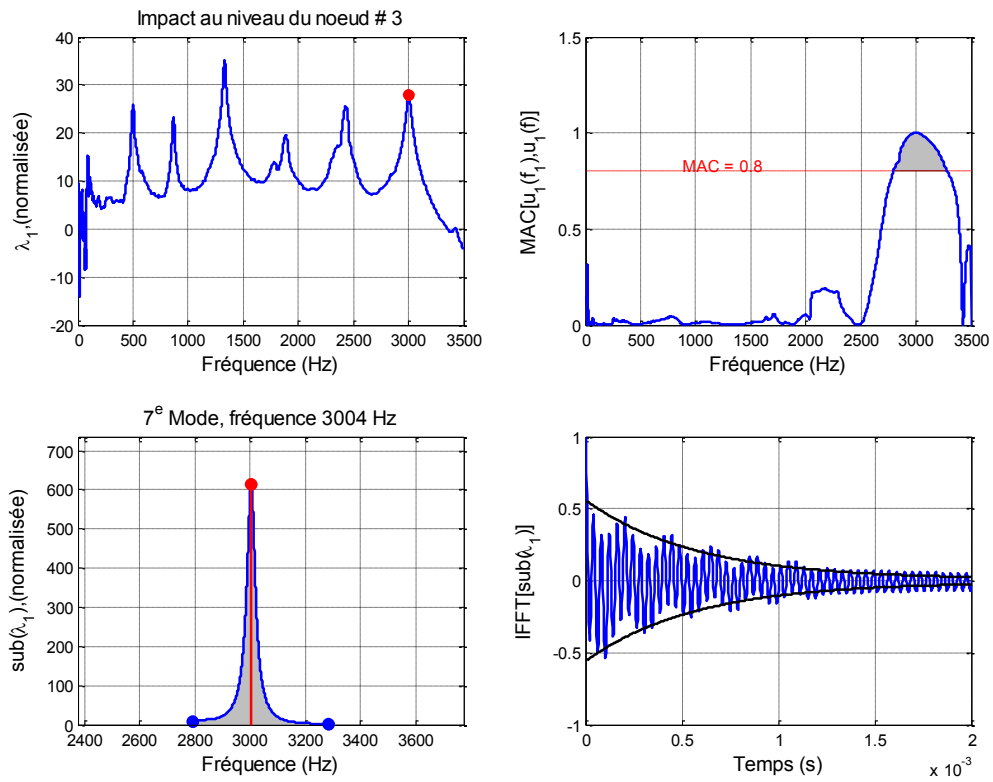 Impact au niveau du noeud # 3
40
30
20
10
0
-10
-20
λ₁,(normalisée)
0 500 1000 1500 2000 2500 3000 3500
Fréquence (Hz)
1.5
1
0.5
0
MAC[u₁(f₁),u₁(f)]
MAC = 0.8
0 500 1000 1500 2000 2500 3000 3500
Fréquence (Hz)
7ᵉ Mode, fréquence 3004 Hz
700
600
500
400
300
200
100
0
sub(λ₁),(normalisée)
2400 2600 2800 3000 3200 3400 3600
Fréquence (Hz)
1
0.5
0
-0.5
-1
IFFT[sub(λ₁)]
0 0.5 1 1.5 2
Temps (s)
x 10⁻³